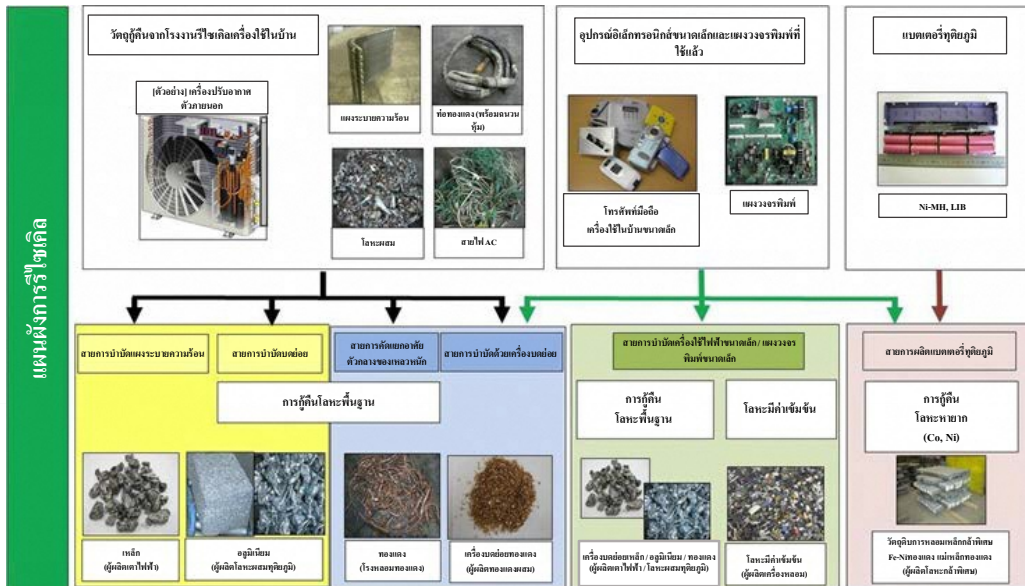 แผนผังการรีไซเคิล
วัตถุกู้คืนจากโรงงานรีไซเคิลเครื่องใช้ในบ้าน
[ตัวอย่าง] เครื่องปรับอากาศ
ตัวภายนอก
แผงระบายความร้อน
ท่อทองแดง (พร้อมฉนวน
หุ้ม)
โลหะผสม
สายไฟ AC
อุปกรณ์อิเล็กทรอนิกส์ขนาดเล็กและแผงวงจรพิมพ์ที่
ใช้แล้ว
โทรศัพท์มือถือ
เครื่องใช้ในบ้านขนาดเล็ก
แผงวงจรพิมพ์
แบตเตอรี่ทุติยภูมิ
Ni-MH, LIB
สายการบำบัดแผงระบายความร้อน
สายการบำบัดบดย่อย
สายการคัดแยกอาศัย
ตัวกลางของเหลวหนัก
สายการบำบัดด้วยเครื่องบดย่อย
การกู้คืนโลหะพื้นฐาน
เหล็ก
(ผู้ผลิตเตาไฟฟ้า)
อลูมิเนียม
(ผู้ผลิตโลหะผสมทุติยภูมิ)
ทองแดง
(โรงหลอมทองแดง)
เครื่องบดย่อยทองแดง
(ผู้ผลิตทองแดงผสม)
สายการบำบัดเครื่องใช้ไฟฟ้าขนาดเล็ก/ แผงวงจร
พิมพ์ขนาดเล็ก
การกู้คืน
โลหะพื้นฐาน
โลหะมีค่าเข้มข้น
เครื่องบดย่อยเหล็ก / อลูมิเนียม / ทองแดง
(ผู้ผลิตเตาไฟฟ้า / โลหะผสมทุติยภูมิ)
โลหะมีค่าเข้มข้น
(ผู้ผลิตเครื่องหลอม)
สายการผลิตแบตเตอรี่ทุติยภูมิ
การกู้คืน
โลหะหายาก
(Co, Ni)
วัตถุดิบการหลอมเหล็กกล้าพิเศษ
Fe-Niทองแดง แม่เหล็กทองแดง
(ผู้ผลิตโลหะกล้าพิเศษ)